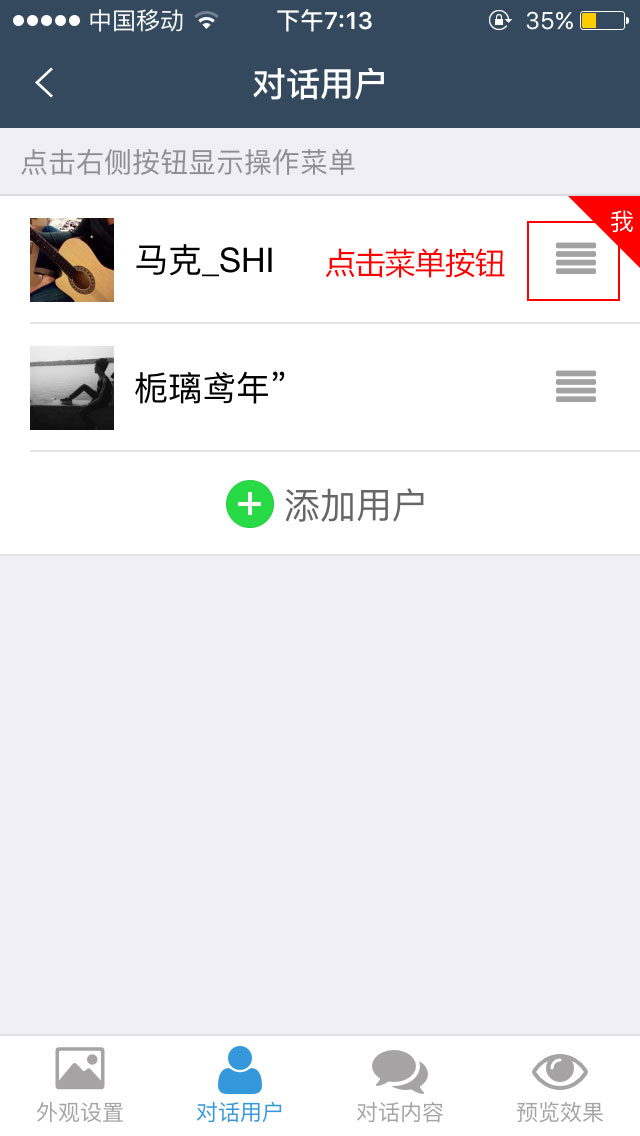 中国移动 下午7:13 35%
对话用户
点击右侧按钮显示操作菜单
我
马克_SHI 点击菜单按钮
栀璃鸢年”
添加用户
外观设置 对话用户 对话内容 预览效果